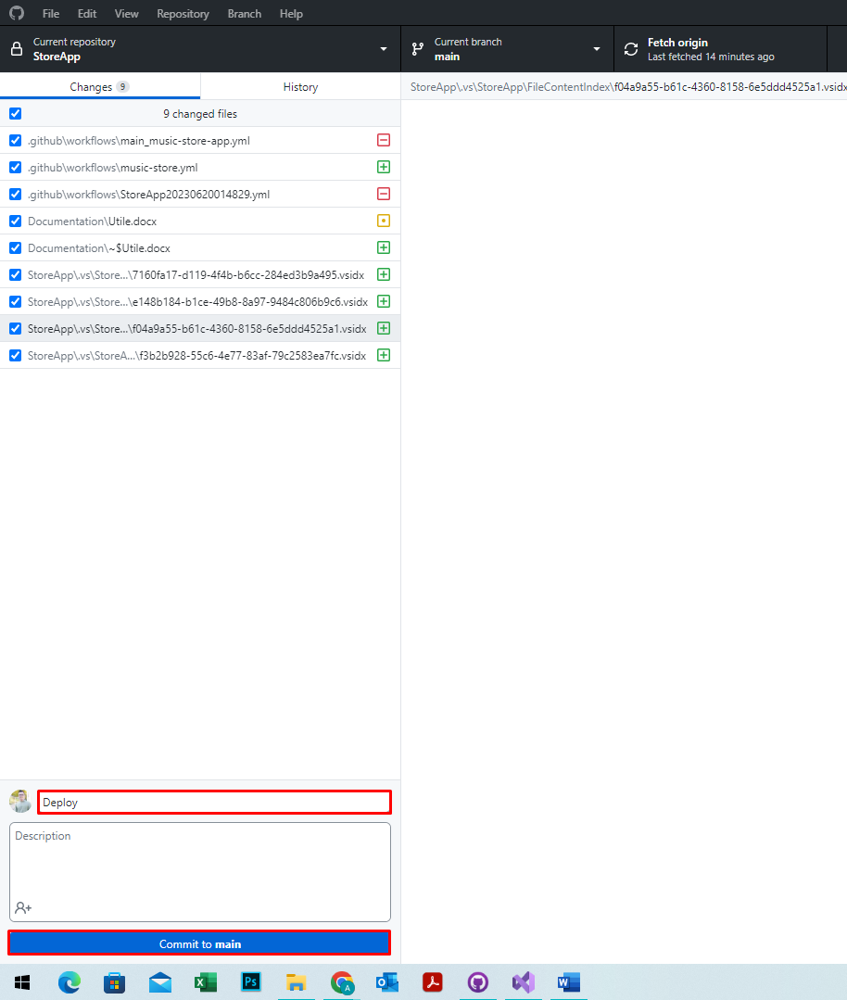 File Edit View Repository Branch Help
Current repository
StoreApp
Current branch
main
Fetch origin
Last fetched 14 minutes ago
Changes 9
History
StoreApp\.vs\StoreApp\FileContentIndex\f04a9a55-b61c-4360-8158-6e5ddd4525a1.vsidx
9 changed files
.github\workflows\main_music-store-app.yml
.github\workflows\music-store.yml
.github\workflows\StoreApp20230620014829.yml
Documentation\Utile.docx
Documentation\~$Utile.docx
StoreApp\.vs\Store...\7160fa17-d119-4f4b-b6cc-284ed3b9a495.vsidx
StoreApp\.vs\Store...\e148b184-b1ce-49b8-8a97-9484c806b9c6.vsidx
StoreApp\.vs\Store...\f04a9a55-b61c-4360-8158-6e5ddd4525a1.vsidx
StoreApp\.vs\StoreA...\f3b2b928-55c6-4e77-83af-79c2583ea7fc.vsidx
Deploy
Description
Commit to main